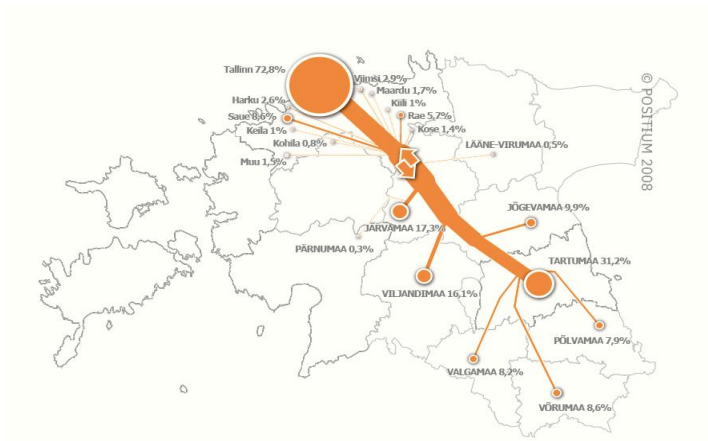 Tallinn 72,8%
Viimsi 2,9%
Maardu 1,7%
Harku 2,6%
Kiili 1%
Saue 8,6%
Rae 5,7%
Keila 1%
Kose 1,4%
Kohila 0,8%
LÄÄNE-VIRUMAA 0,5%
Muu 1,5%
© POSITIUM 2008
JÕGEVAMAA 9,9%
JÄRVAMAA 17,3%
PÄRNUMAA 0,3%
TARTUMAA 31,2%
VILJANDIMAA 16,1%
PÕLVAMAA 7,9%
VALGAMAA 8,2%
VÕRUMAA 8,6%